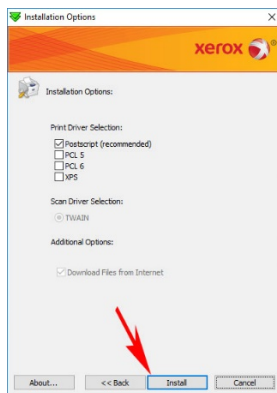 Installation Options
xerox
Installation Options:
Print Driver Selection:
Postscript (recommended)
PCL 5
PCL 6
XPS
Scan Driver Selection:
TWAIN
Additional Options:
Download Files from Internet
About... << Back Install Cancel